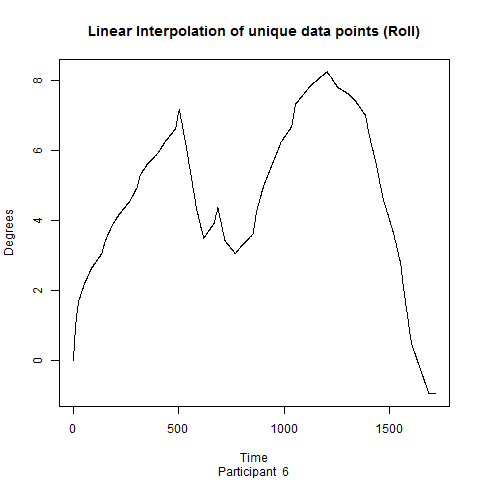 Linear Interpolation of unique data points (Roll)
Degrees
8
6
4
2
0
0 500 1000 1500
Time
Participant 6